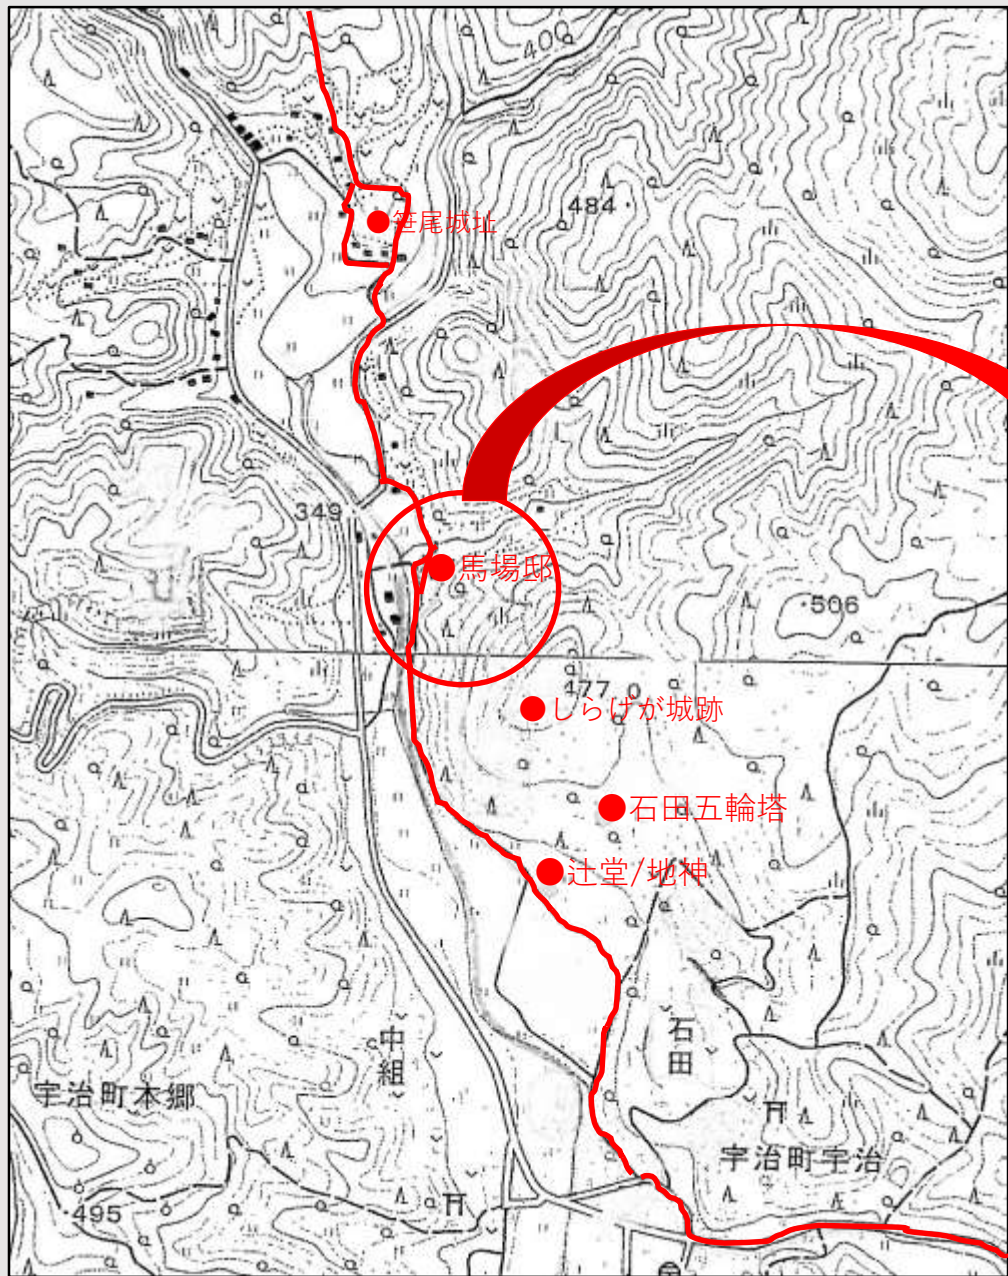 400
484
笹尾城址
349
馬場邸
506
477.0
しらげが城跡
石田五輪塔
辻堂/地神
石田
中組
宇治町本郷
宇治町宇治
495